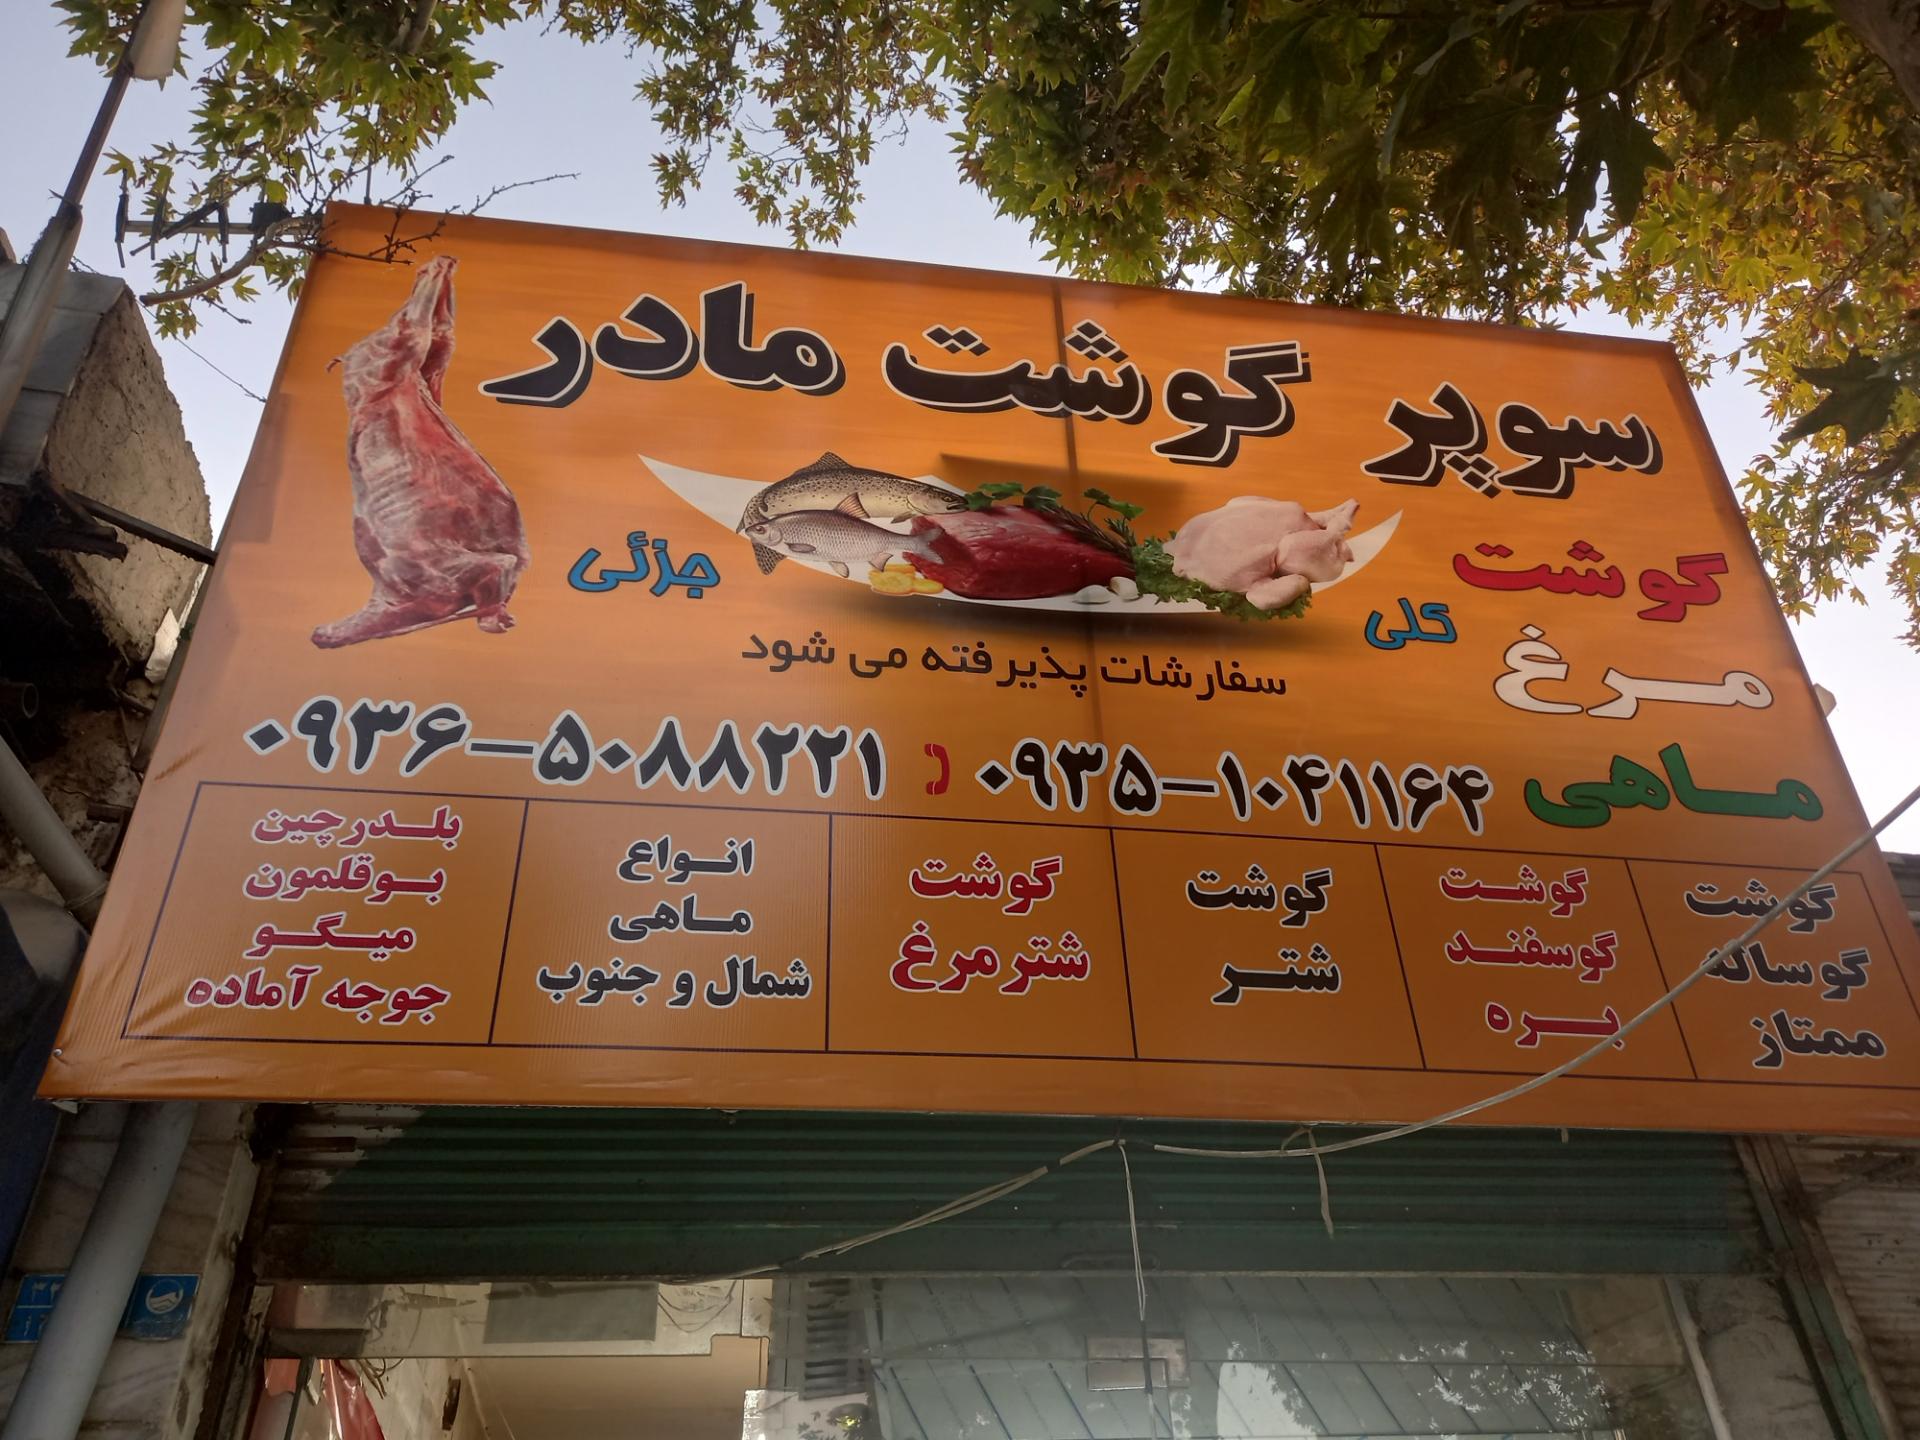 سوپر گوشت مادر
گوشت
مرغ
ماهی
کلی
جزئی
سفارشات پذیرفته می شود
۰۹۳۵-۱۰۴۱۱۶۴
۰۹۳۶-۵۰۸۸۲۲۱
گوشت
گوساله
ممتاز
گوشت
گوسفند
بره
گوشت
شتر
گوشت
شترمرغ
انواع
ماهی
شمال و جنوب
بلدرچین
بوقلمون
میگو
جوجه آماده